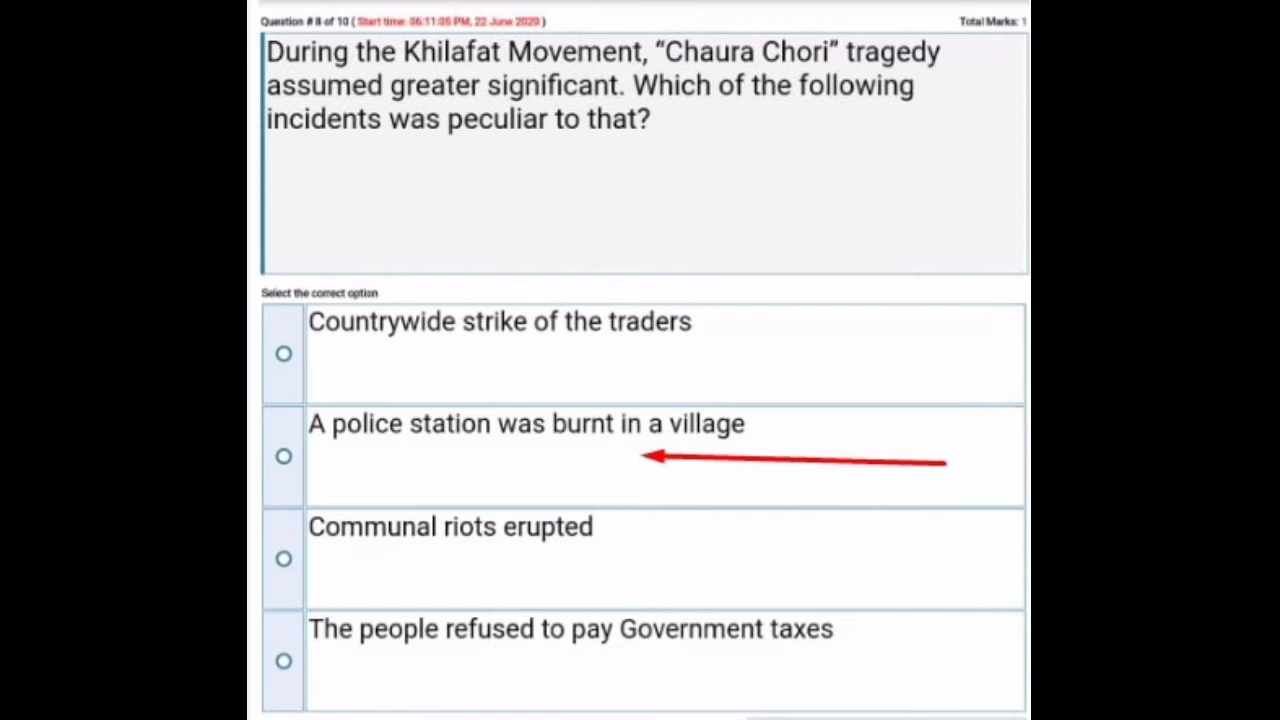 Question # 8 of 10 ( Start time: 06:11:05 PM, 22 June 2020 ) Total Marks: 1
During the Khilafat Movement, “Chaura Chori” tragedy
assumed greater significant. Which of the following
incidents was peculiar to that?
Select the correct option
Countrywide strike of the traders
A police station was burnt in a village
Communal riots erupted
The people refused to pay Government taxes